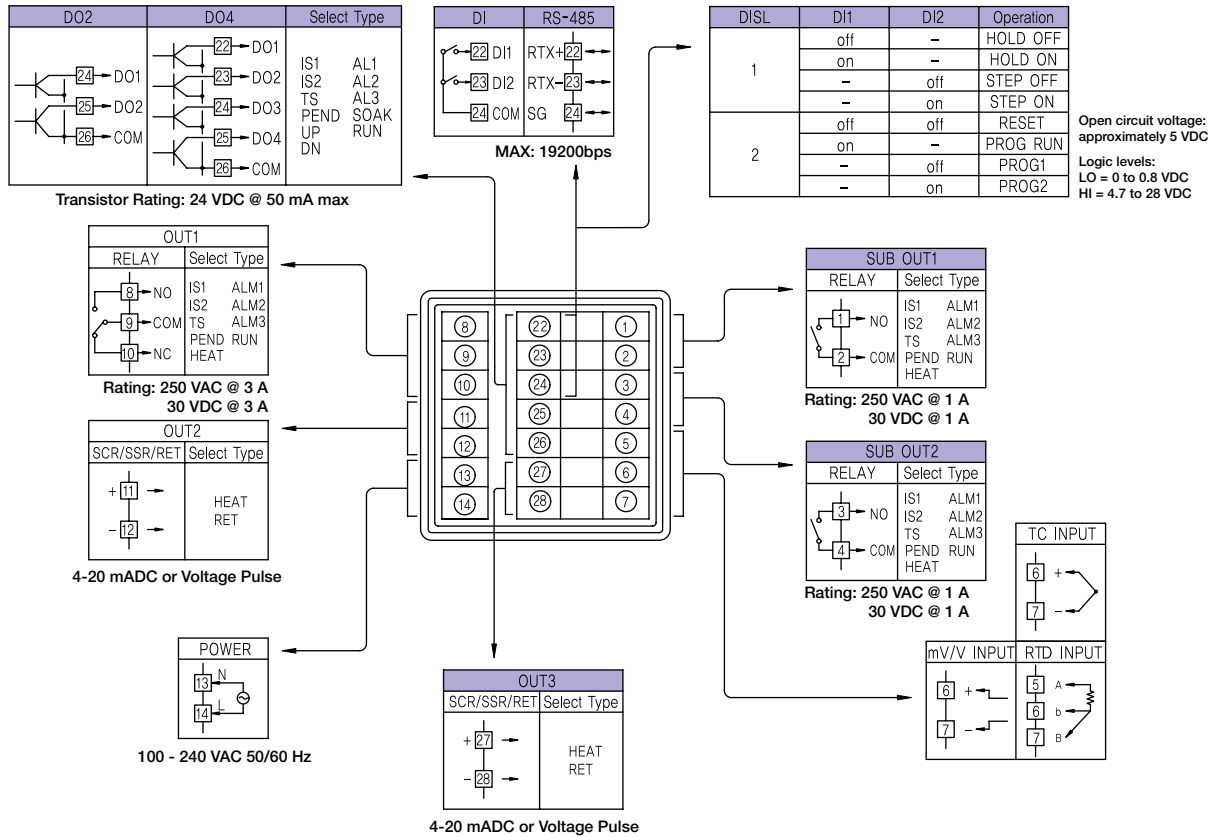 DO2 DO4 Select Type
24 DO1
25 DO2
26 COM
22 DO1
23 DO2
24 DO3
25 DO4
26 COM
IS1 AL1
IS2 AL2
TS AL3
PEND SOAK
UP RUN
DN
Transistor Rating: 24 VDC @ 50 mA max
DI RS-485
22 DI1 RTX+ 22
23 DI2 RTX- 23
24 COM SG 24
MAX: 19200bps
DISL DI1 DI2 Operation
1 off – HOLD OFF
on – HOLD ON
– off STEP OFF
– on STEP ON
2 off off RESET
on – PROG RUN
– off PROG1
– on PROG2
Open circuit voltage:
approximately 5 VDC
Logic levels:
LO = 0 to 0.8 VDC
HI = 4.7 to 28 VDC
OUT1
RELAY Select Type
8 NO
9 COM
10 NC
IS1 ALM1
IS2 ALM2
TS ALM3
PEND RUN
HEAT
Rating: 250 VAC @ 3 A
30 VDC @ 3 A
OUT2
SCR/SSR/RET Select Type
+ 11
- 12
HEAT
RET
4-20 mADC or Voltage Pulse
POWER
13 N
14 L
100 - 240 VAC 50/60 Hz
8 22 1
9 23 2
10 24 3
11 25 4
12 26 5
13 27 6
14 28 7
SUB OUT1
RELAY Select Type
1 NO
2 COM
IS1 ALM1
IS2 ALM2
TS ALM3
PEND RUN
HEAT
Rating: 250 VAC @ 1 A
30 VDC @ 1 A
SUB OUT2
RELAY Select Type
3 NO
4 COM
IS1 ALM1
IS2 ALM2
TS ALM3
PEND RUN
HEAT
Rating: 250 VAC @ 1 A
30 VDC @ 1 A
TC INPUT
6 +
7 -
mV/V INPUT RTD INPUT
6 +
7 -
5 A
6 b
7 B
OUT3
SCR/SSR/RET Select Type
+ 27
- 28
HEAT
RET
4-20 mADC or Voltage Pulse